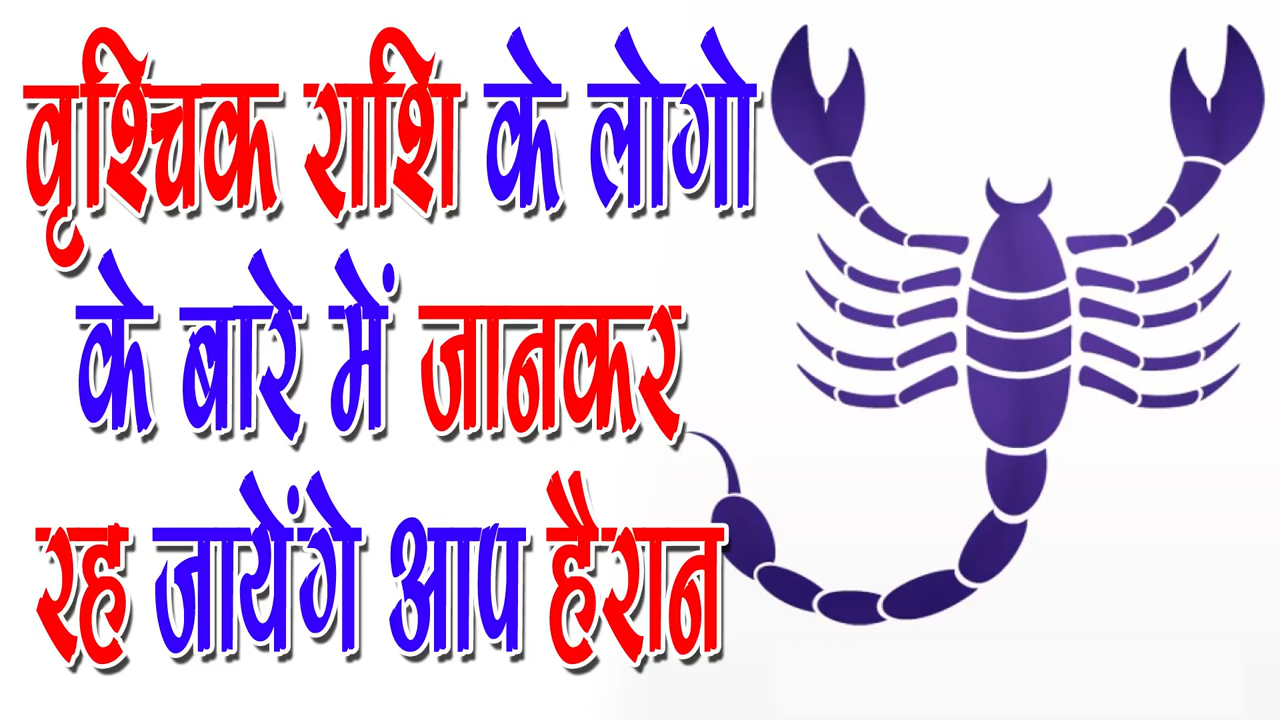 वृश्चिक राशि के लोगो
के बारे में जानकर
रह जायेंगे आप हैरान